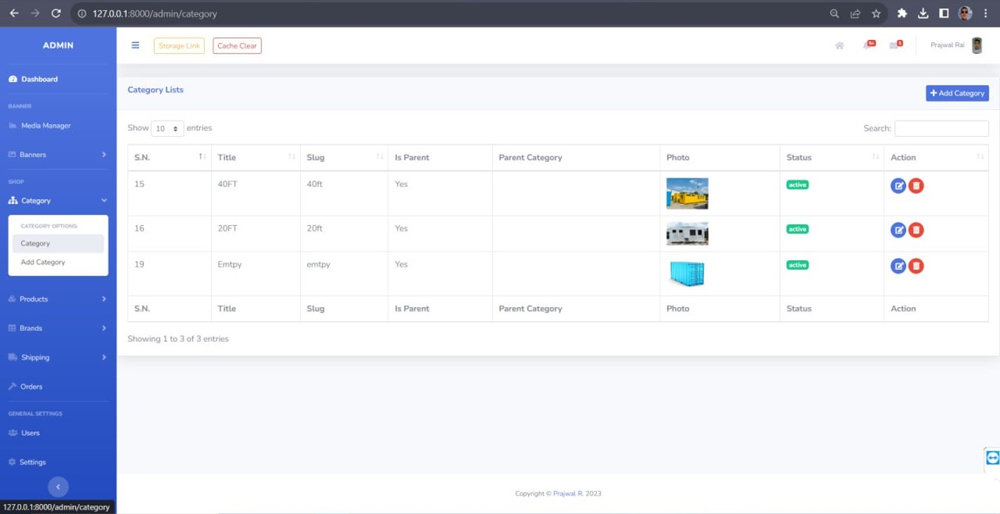 127.0.0.1:8000/admin/category
ADMIN
Storage Link
Cache Clear
5+
3
Prajwal Rai
Dashboard
BANNER
Media Manager
Banners
SHOP
Category
CATEGORY OPTIONS:
Category
Add Category
Products
Brands
Shipping
Orders
GENERAL SETTINGS
Users
Settings
Category Lists
+ Add Category
Show 10 entries
Search:
S.N. Title Slug Is Parent Parent Category Photo Status Action
15 40FT 40ft Yes active
16 20FT 20ft Yes active
19 Emtpy emtpy Yes active
S.N. Title Slug Is Parent Parent Category Photo Status Action
Showing 1 to 3 of 3 entries
Copyright © Prajwal R. 2023
127.0.0.1:8000/admin/category